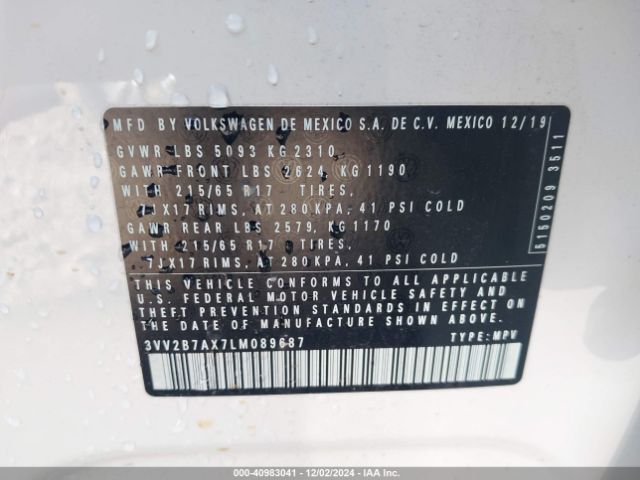 MFD BY VOLKSWAGEN DE MEXICO S.A. DE C.V. MEXICO 12/19
GVWR LBS 5093 KG 2310
GAWR FRONT LBS 2624, KG 1190
WITH 215/65 R17 TIRES,
7JX17 RIMS, AT 280 KPA, 41 PSI COLD
GAWR REAR LBS 2579, KG 1170
WITH 215/65 R17 TIRES,
7JX17 RIMS, AT 280 KPA, 41 PSI COLD
THIS VEHICLE CONFORMS TO ALL APPLICABLE
U.S. FEDERAL MOTOR VEHICLE SAFETY AND
THEFT PREVENTION STANDARDS IN EFFECT ON
THE DATE OF MANUFACTURE SHOWN ABOVE.
3VV2B7AX7LM089687
TYPE: MPV
5150209 3511
000-40983041 • 12/02/2024 • IAA Inc.